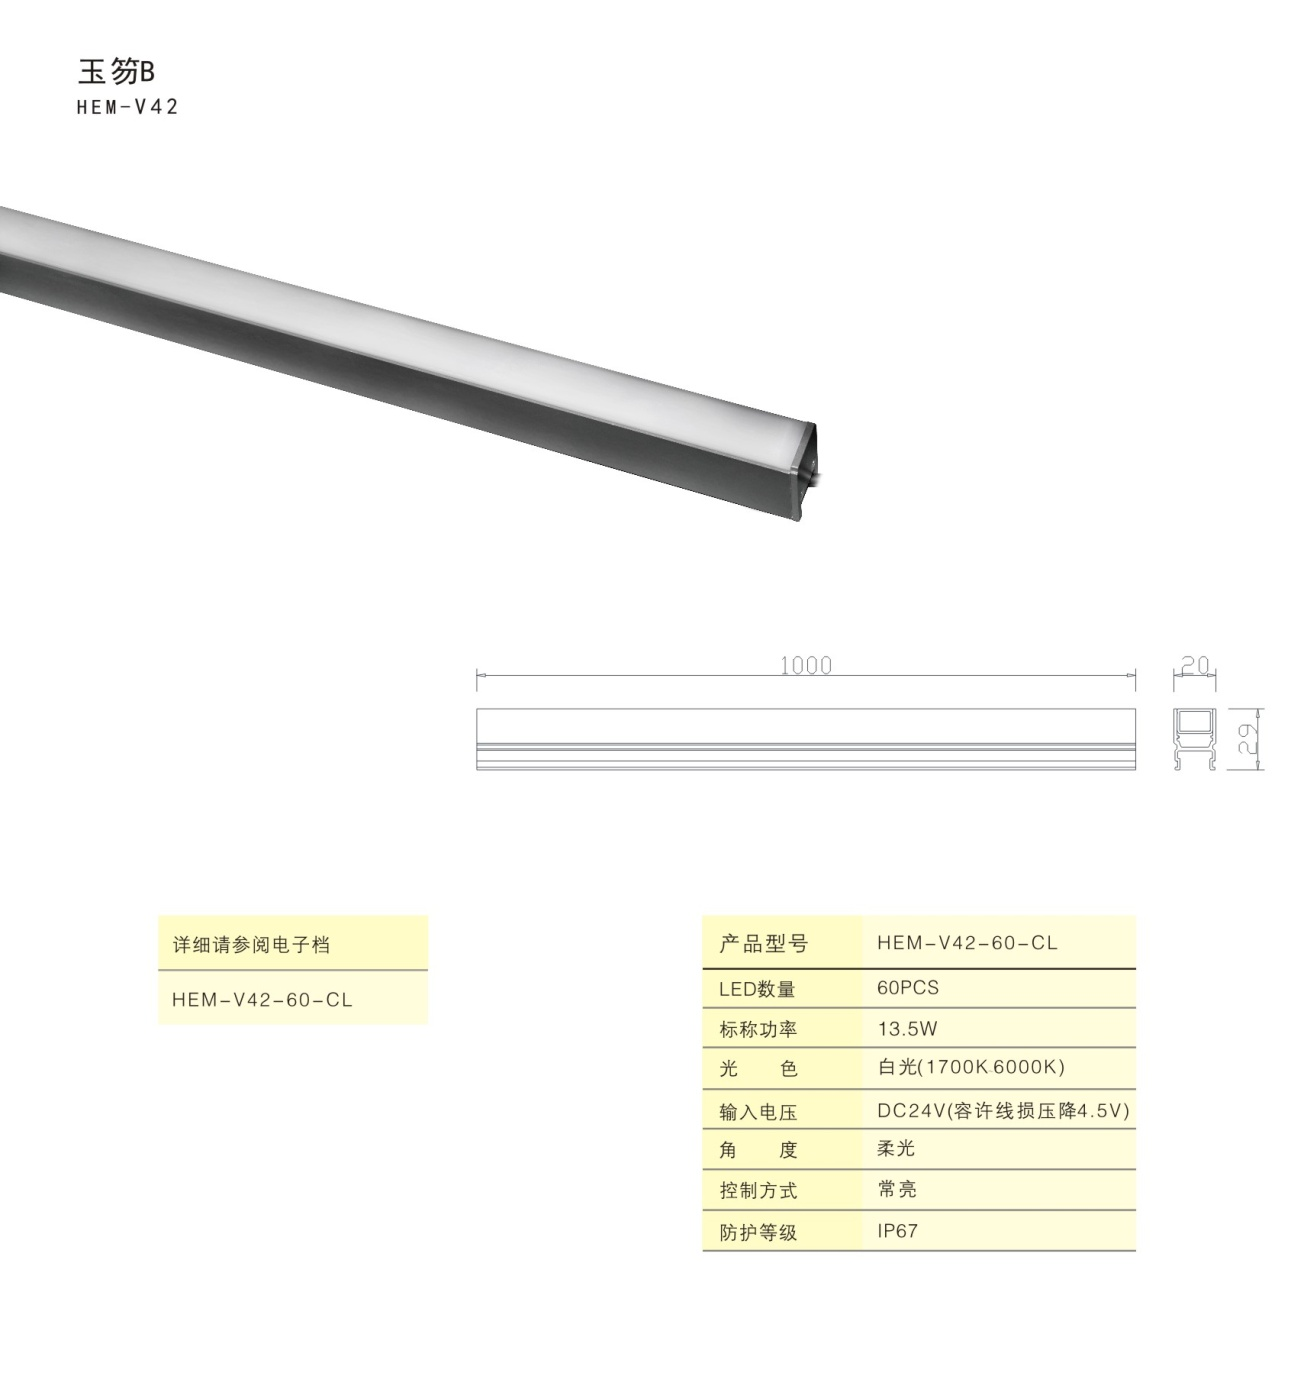 玉笏B
HEM-V42
1000
20
29
详细请参阅电子档
HEM-V42-60-CL
产品型号 HEM-V42-60-CL
LED数量 60PCS
标称功率 13.5W
光 色 白光(1700K-6000K)
输入电压 DC24V(容许线损压降4.5V)
角 度 柔光
控制方式 常亮
防护等级 IP67